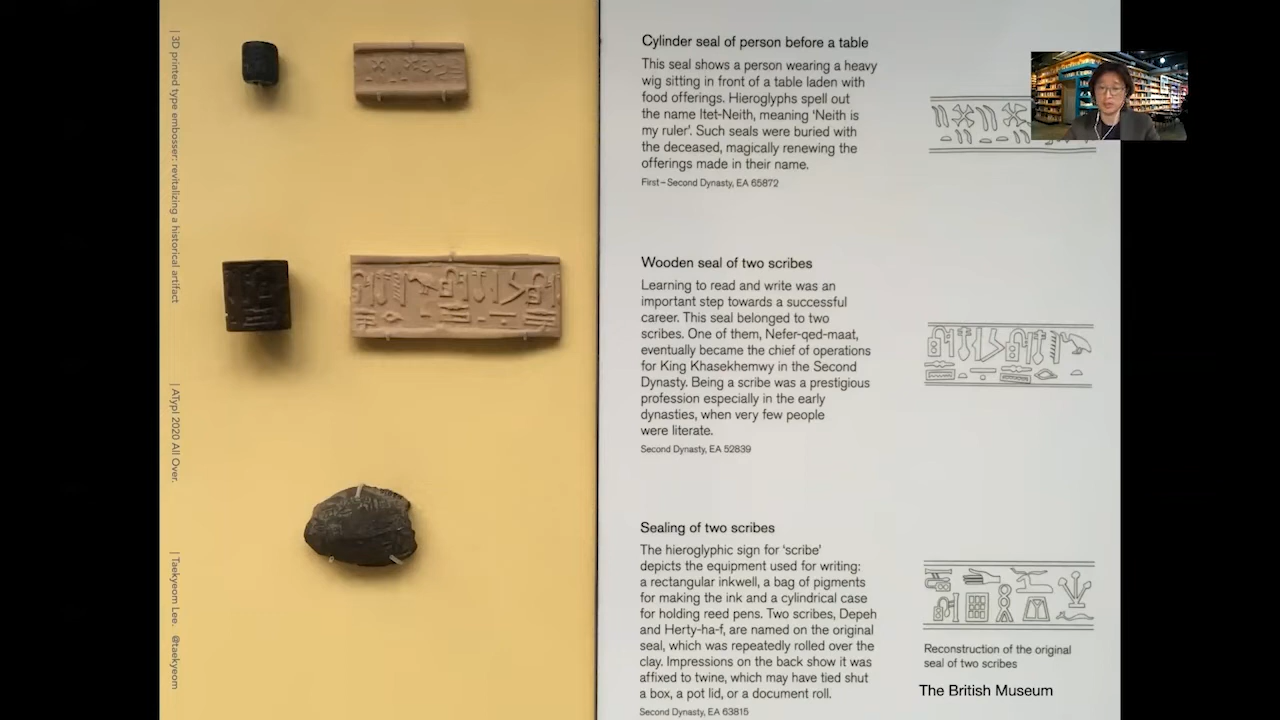 | 3D printed type embosser: revitalizing a historical artifact
| ATypI 2020 All Over.
| Taekyeom Lee. @taekyeom
Cylinder seal of person before a table
This seal shows a person wearing a heavy
wig sitting in front of a table laden with
food offerings. Hieroglyphs spell out
the name Itet-Neith, meaning ‘Neith is
my ruler’. Such seals were buried with
the deceased, magically renewing the
offerings made in their name.
First–Second Dynasty, EA 65872
Wooden seal of two scribes
Learning to read and write was an
important step towards a successful
career. This seal belonged to two
scribes. One of them, Nefer-qed-maat,
eventually became the chief of operations
for King Khasekhemwy in the Second
Dynasty. Being a scribe was a prestigious
profession especially in the early
dynasties, when very few people
were literate.
Second Dynasty, EA 52839
Sealing of two scribes
The hieroglyphic sign for ‘scribe’
depicts the equipment used for writing:
a rectangular inkwell, a bag of pigments
for making the ink and a cylindrical case
for holding reed pens. Two scribes, Depeh
and Herty-ha-f, are named on the original
seal, which was repeatedly rolled over the
clay. Impressions on the back show it was
affixed to twine, which may have tied shut
a box, a pot lid, or a document roll.
Second Dynasty, EA 63815
Reconstruction of the original
seal of two scribes
The British Museum